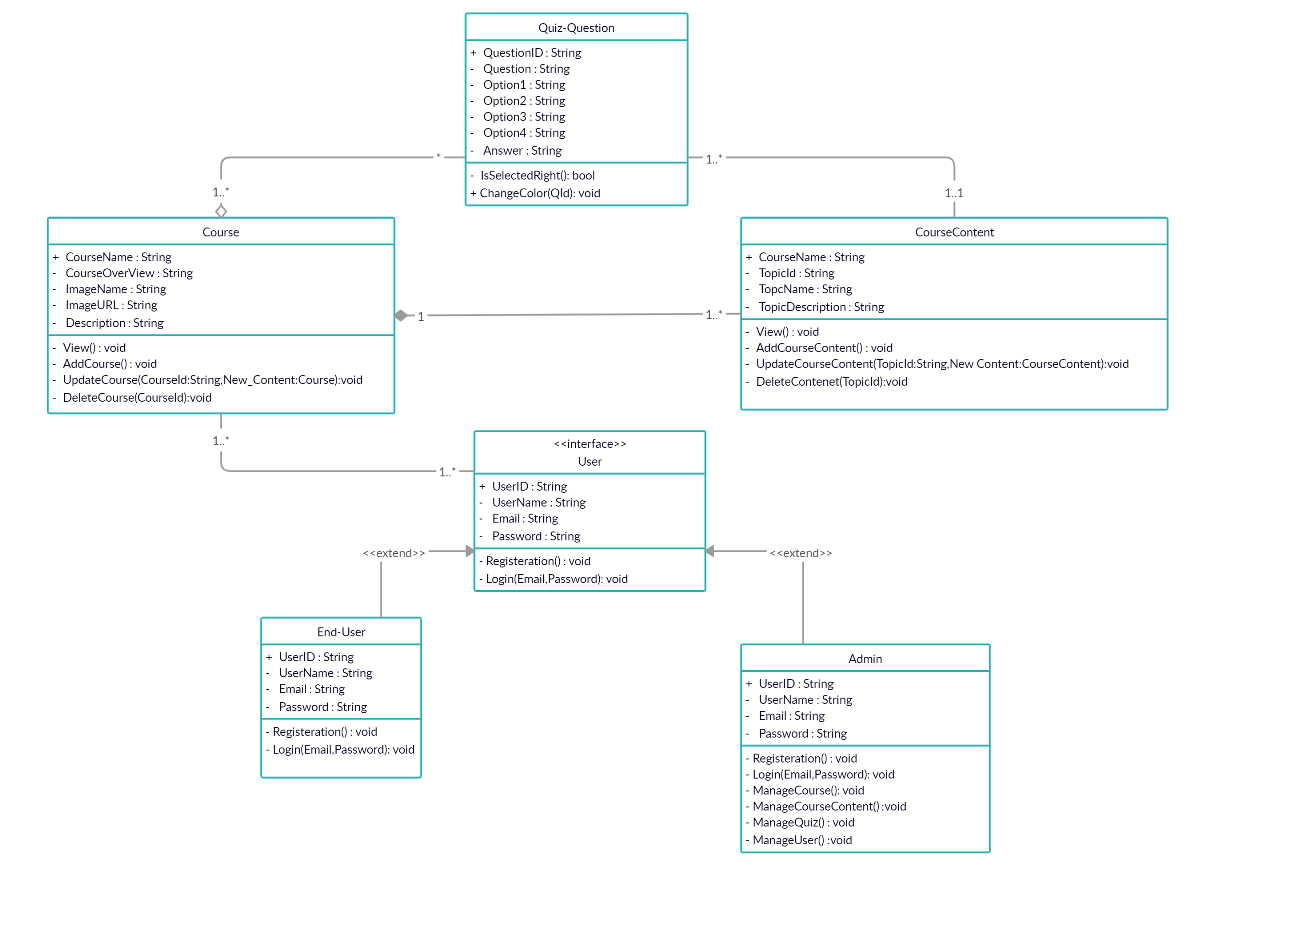 Quiz-Question
+ QuestionID : String
- Question : String
- Option1 : String
- Option2 : String
- Option3 : String
- Option4 : String
- Answer : String
- IsSelectedRight(): bool
+ ChangeColor(QId): void
*
1..*
1..*
1..1
Course
+ CourseName : String
- CourseOverView : String
- ImageName : String
- ImageURL : String
- Description : String
- View() : void
- AddCourse() : void
- UpdateCourse(CourseId:String,New_Content:Course):void
- DeleteCourse(CourseId):void
1
1..*
CourseContent
+ CourseName : String
- TopicId : String
- TopcName : String
- TopicDescription : String
- View() : void
- AddCourseContent() : void
- UpdateCourseContent(TopicId:String,New Content:CourseContent):void
- DeleteContenet(TopicId):void
1..*
1..*
<<interface>>
User
+ UserID : String
- UserName : String
- Email : String
- Password : String
- Registeration() : void
- Login(Email,Password): void
<<extend>>
<<extend>>
End-User
+ UserID : String
- UserName : String
- Email : String
- Password : String
- Registeration() : void
- Login(Email,Password): void
Admin
+ UserID : String
- UserName : String
- Email : String
- Password : String
- Registeration() : void
- Login(Email,Password): void
- ManageCourse(): void
- ManageCourseContent() :void
- ManageQuiz() : void
- ManageUser() :void